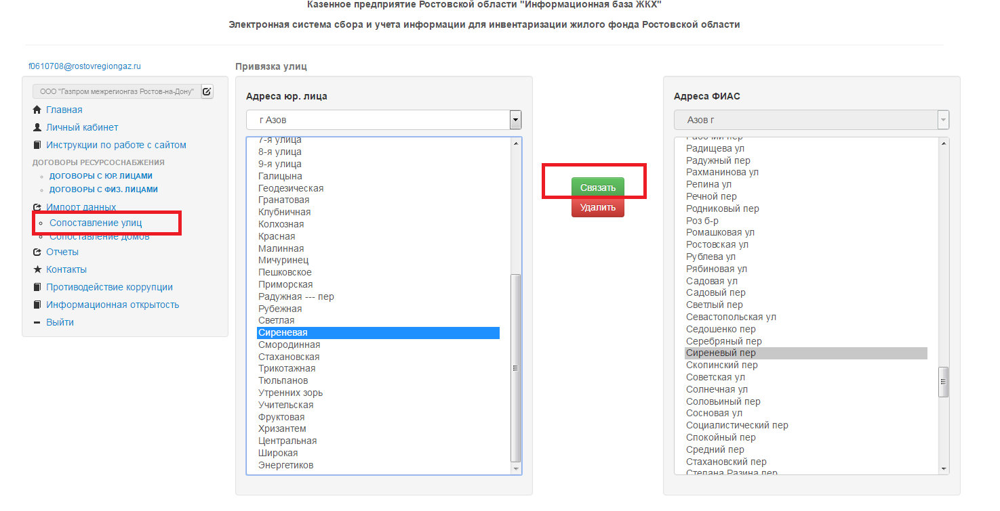 Казенное предприятие Ростовской области "Информационная база ЖКХ"
Электронная система сбора и учета информации для инвентаризации жилого фонда Ростовской области
f0610708@rostovregiongaz.ru
ООО "Газпром межрегионгаз Ростов-на-Дону"
Главная
Личный кабинет
Инструкции по работе с сайтом
ДОГОВОРЫ РЕСУРСОСНАБЖЕНИЯ
ДОГОВОРЫ С ЮР. ЛИЦАМИ
ДОГОВОРЫ С ФИЗ. ЛИЦАМИ
Импорт данных
Сопоставление улиц
Сопоставление домов
Отчеты
Контакты
Противодействие коррупции
Информационная открытость
Выйти
Привязка улиц
Адреса юр. лица
г Азов
7-я улица
8-я улица
9-я улица
Галицына
Геодезическая
Гранатовая
Клубничная
Колхозная
Красная
Малинная
Мичуринец
Пешковское
Приморская
Радужная --- пер
Рубежная
Светлая
Сиреневая
Смородинная
Стахановская
Трикотажная
Тюльпанов
Утренних зорь
Учительская
Фруктовая
Хризантем
Центральная
Широкая
Энергетиков
Связать
Удалить
Адреса ФИАС
Азов г
Рабочий пер
Радищева ул
Радужный пер
Рахманинова ул
Репина ул
Речной пер
Родниковый пер
Роз б-р
Ромашковая ул
Ростовская ул
Рублева ул
Рябиновая ул
Садовая ул
Садовый пер
Светлый пер
Севастопольская ул
Седошенко пер
Серебряный пер
Сиреневый пер
Скопинский пер
Советская ул
Солнечная ул
Соловьиный пер
Сосновая ул
Социалистический пер
Спокойный пер
Средний пер
Стахановский пер
Степана Разина пер